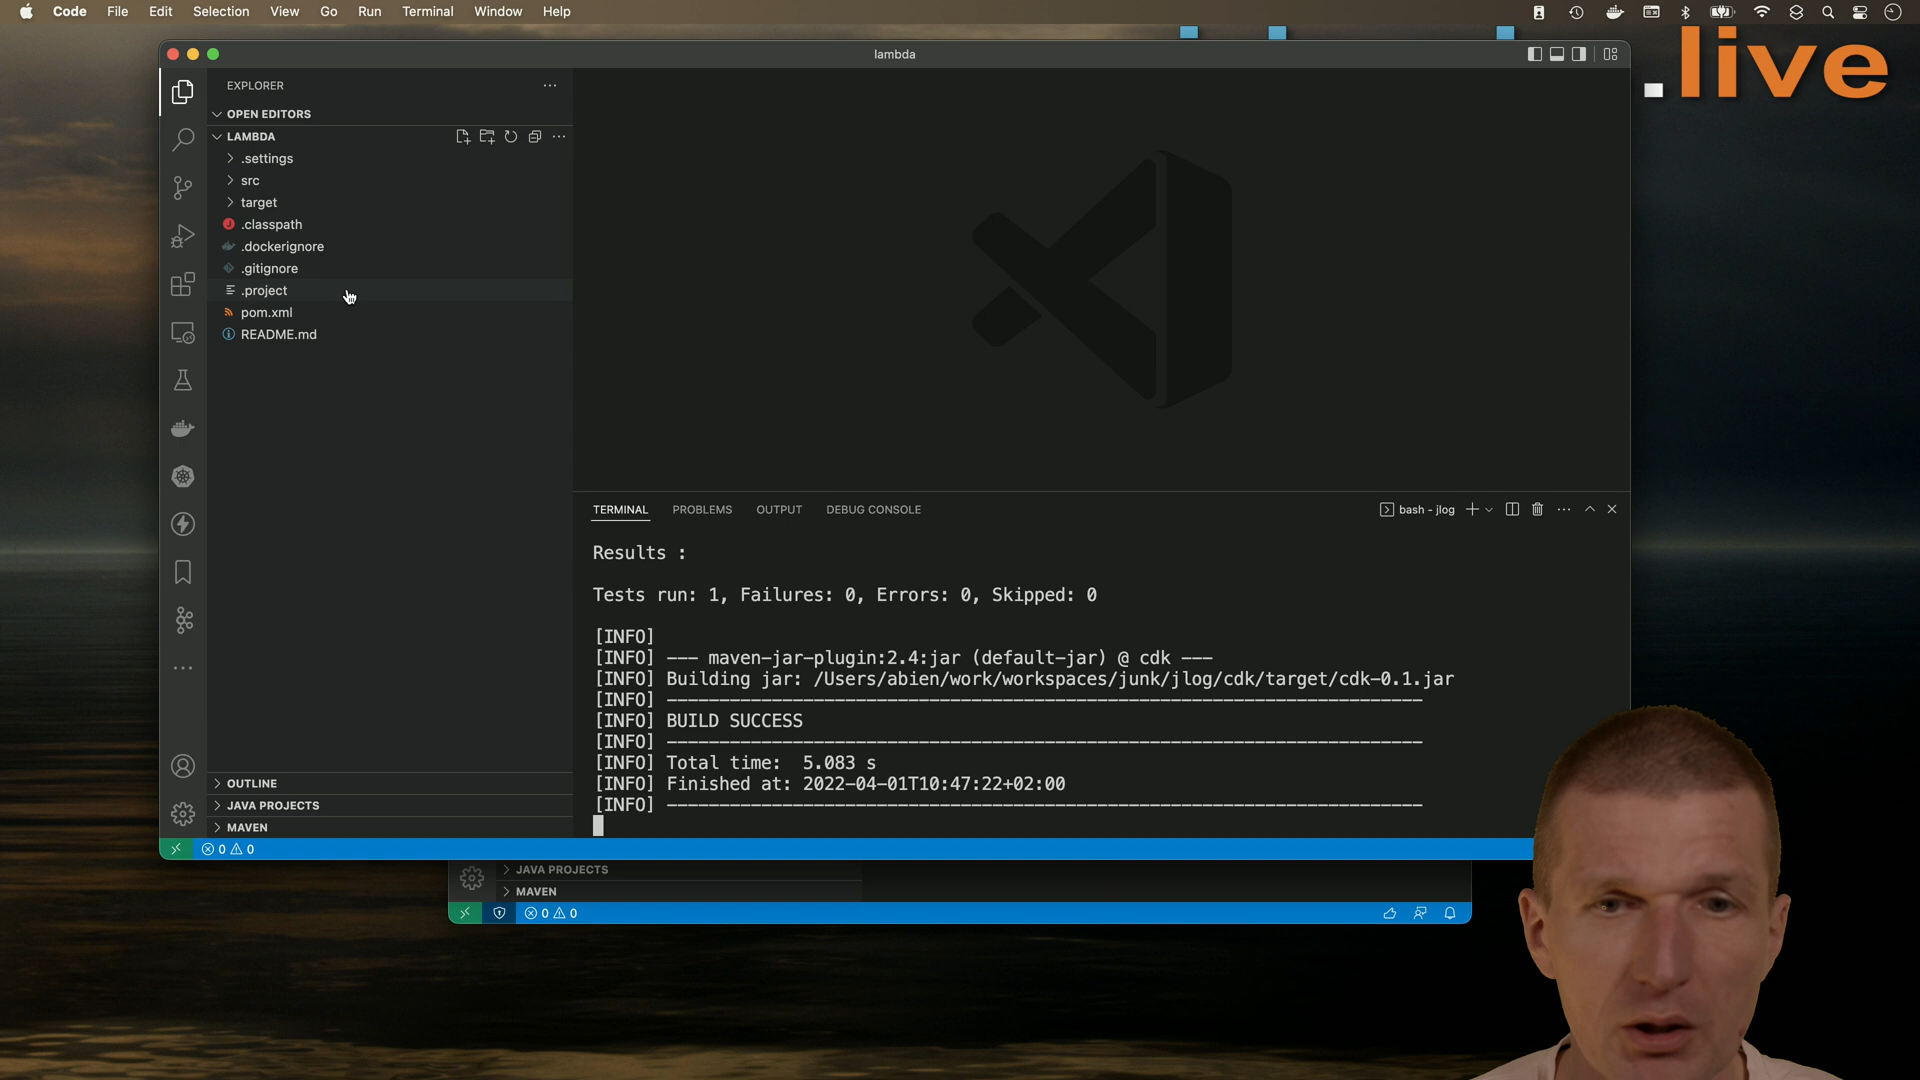 Code File Edit Selection View Go Run Terminal Window Help
.live
lambda
EXPLORER
OPEN EDITORS
LAMBDA
.settings
src
target
.classpath
.dockerignore
.gitignore
.project
pom.xml
README.md
OUTLINE
JAVA PROJECTS
MAVEN
TERMINAL PROBLEMS OUTPUT DEBUG CONSOLE
bash - jlog
Results :
Tests run: 1, Failures: 0, Errors: 0, Skipped: 0
[INFO]
[INFO] --- maven-jar-plugin:2.4:jar (default-jar) @ cdk ---
[INFO] Building jar: /Users/abien/work/workspaces/junk/jlog/cdk/target/cdk-0.1.jar
[INFO] ------------------------------------------------------------------------
[INFO] BUILD SUCCESS
[INFO] ------------------------------------------------------------------------
[INFO] Total time:  5.083 s
[INFO] Finished at: 2022-04-01T10:47:22+02:00
[INFO] ------------------------------------------------------------------------
0 0
JAVA PROJECTS
MAVEN
0 0